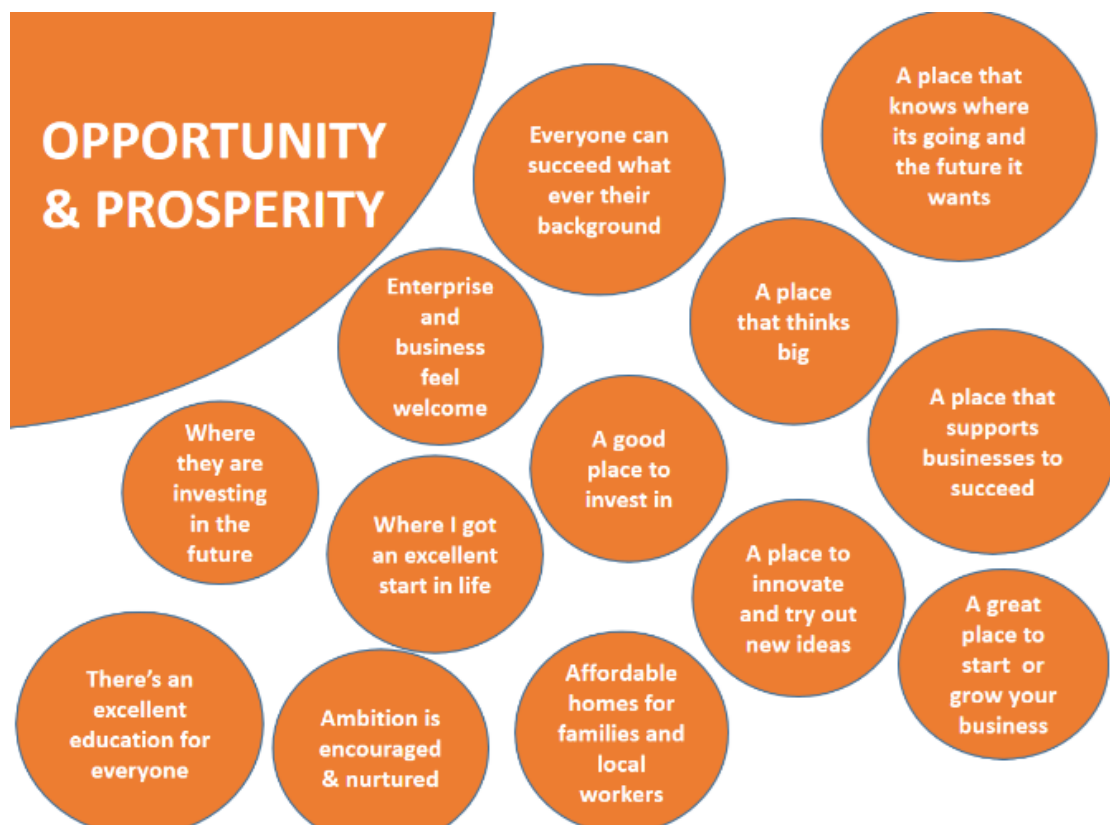 OPPORTUNITY
& PROSPERITY
Everyone can
succeed what
ever their
background
A place that
knows where
its going and
the future it
wants
Enterprise
and
business
feel
welcome
A place
that thinks
big
Where
they are
investing
in the
future
Where I got
an excellent
start in life
A good
place to
invest in
A place that
supports
businesses to
succeed
A place to
innovate
and try out
new ideas
A great
place to
start  or
grow your
business
There’s an
excellent
education for
everyone
Ambition is
encouraged
& nurtured
Affordable
homes for
families and
local
workers